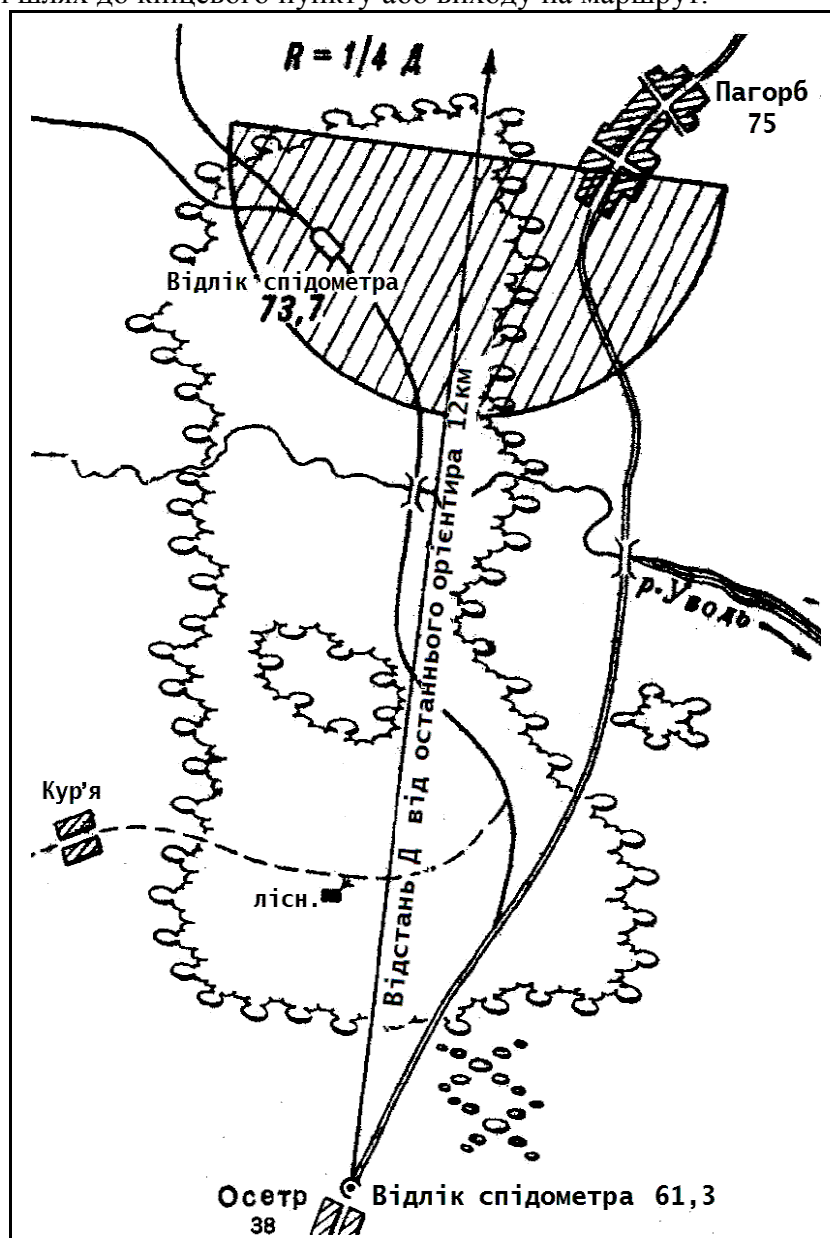 шлях до кінцевого пункту або виходу на маршрут.
R = 1/4 Д
Пагорб
75
Відлік спідометра
73,7
Відстань Д від останнього орієнтира 12км
р. Уводь
Кур'я
лісн.
Осетр
38
Відлік спідометра 61,3